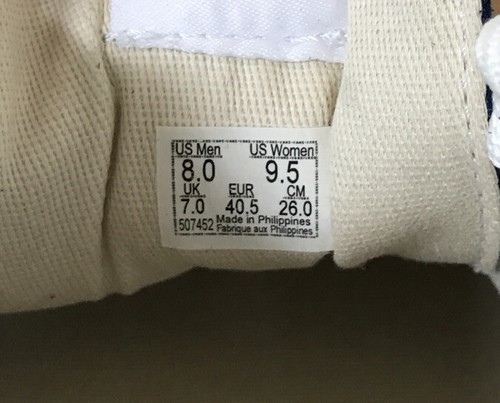 US Men US Women
8.0 9.5
UK EUR CM
7.0 40.5 26.0
507452 Made in Philippines
Fabrique aux Philippines